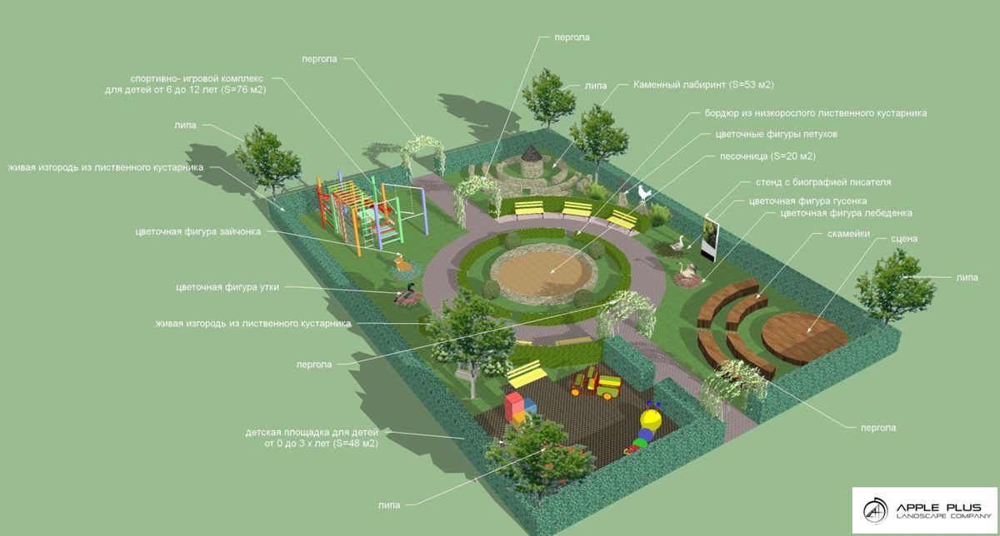 пергола
пергола
спортивно- игровой комплекс
для детей от 6 до 12 лет (S=76 м2)
липа
Каменный лабиринт (S=53 м2)
бордюр из низкорослого лиственного кустарника
липа
цветочные фигуры петухов
песочница (S=20 м2)
живая изгородь из лиственного кустарника
стенд с биографией писателя
цветочная фигура гусенка
цветочная фигура лебеденка
цветочная фигура зайчонка
скамейки
сцена
липа
цветочная фигура утки
живая изгородь из лиственного кустарника
пергола
пергола
детская площадка для детей
от 0 до 3 х лет (S=48 м2)
липа
APPLE PLUS
LANDSCAPE COMPANY